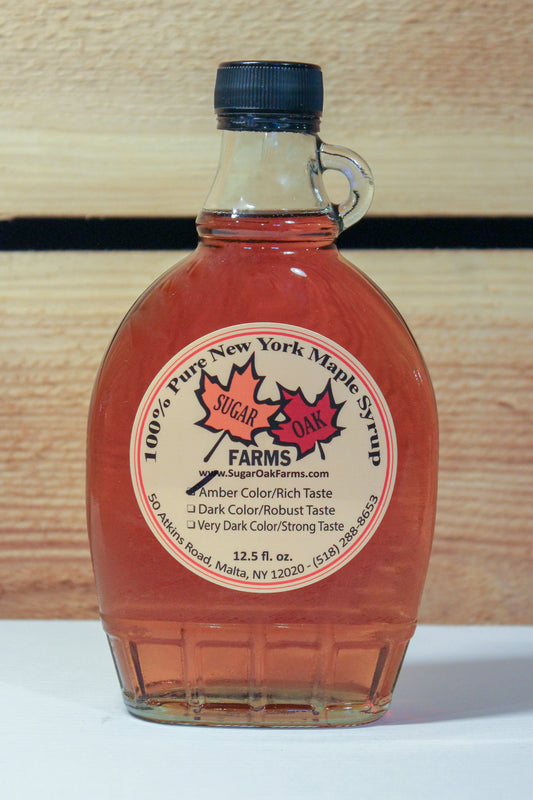 100% Pure New York Maple Syrup
SUGAR
OAK
FARMS
www.SugarOakFarms.com
Amber Color/Rich Taste
❑ Dark Color/Robust Taste
❑ Very Dark Color/Strong Taste
12.5 fl. oz.
50 Atkins Road, Malta, NY 12020 - (518) 288-8653